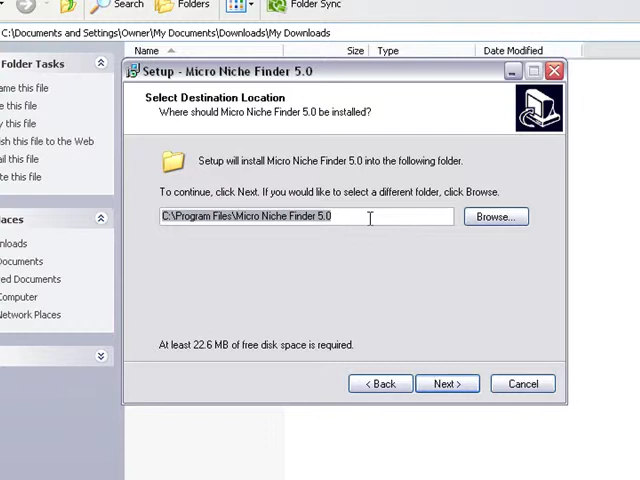 Search
Folders
Folder Sync
C:\Documents and Settings\Owner\My Documents\Downloads\My Downloads
Name
Size
Type
Date Modified
Folder Tasks
Setup - Micro Niche Finder 5.0
Select Destination Location
Where should Micro Niche Finder 5.0 be installed?
ame this file
e this file
y this file
ish this file to the Web
ail this file
te this file
Setup will install Micro Niche Finder 5.0 into the following folder.
To continue, click Next. If you would like to select a different folder, click Browse.
C:\Program Files\Micro Niche Finder 5.0
Browse...
aces
nloads
Documents
ed Documents
Computer
Network Places
At least 22.6 MB of free disk space is required.
< Back
Next >
Cancel